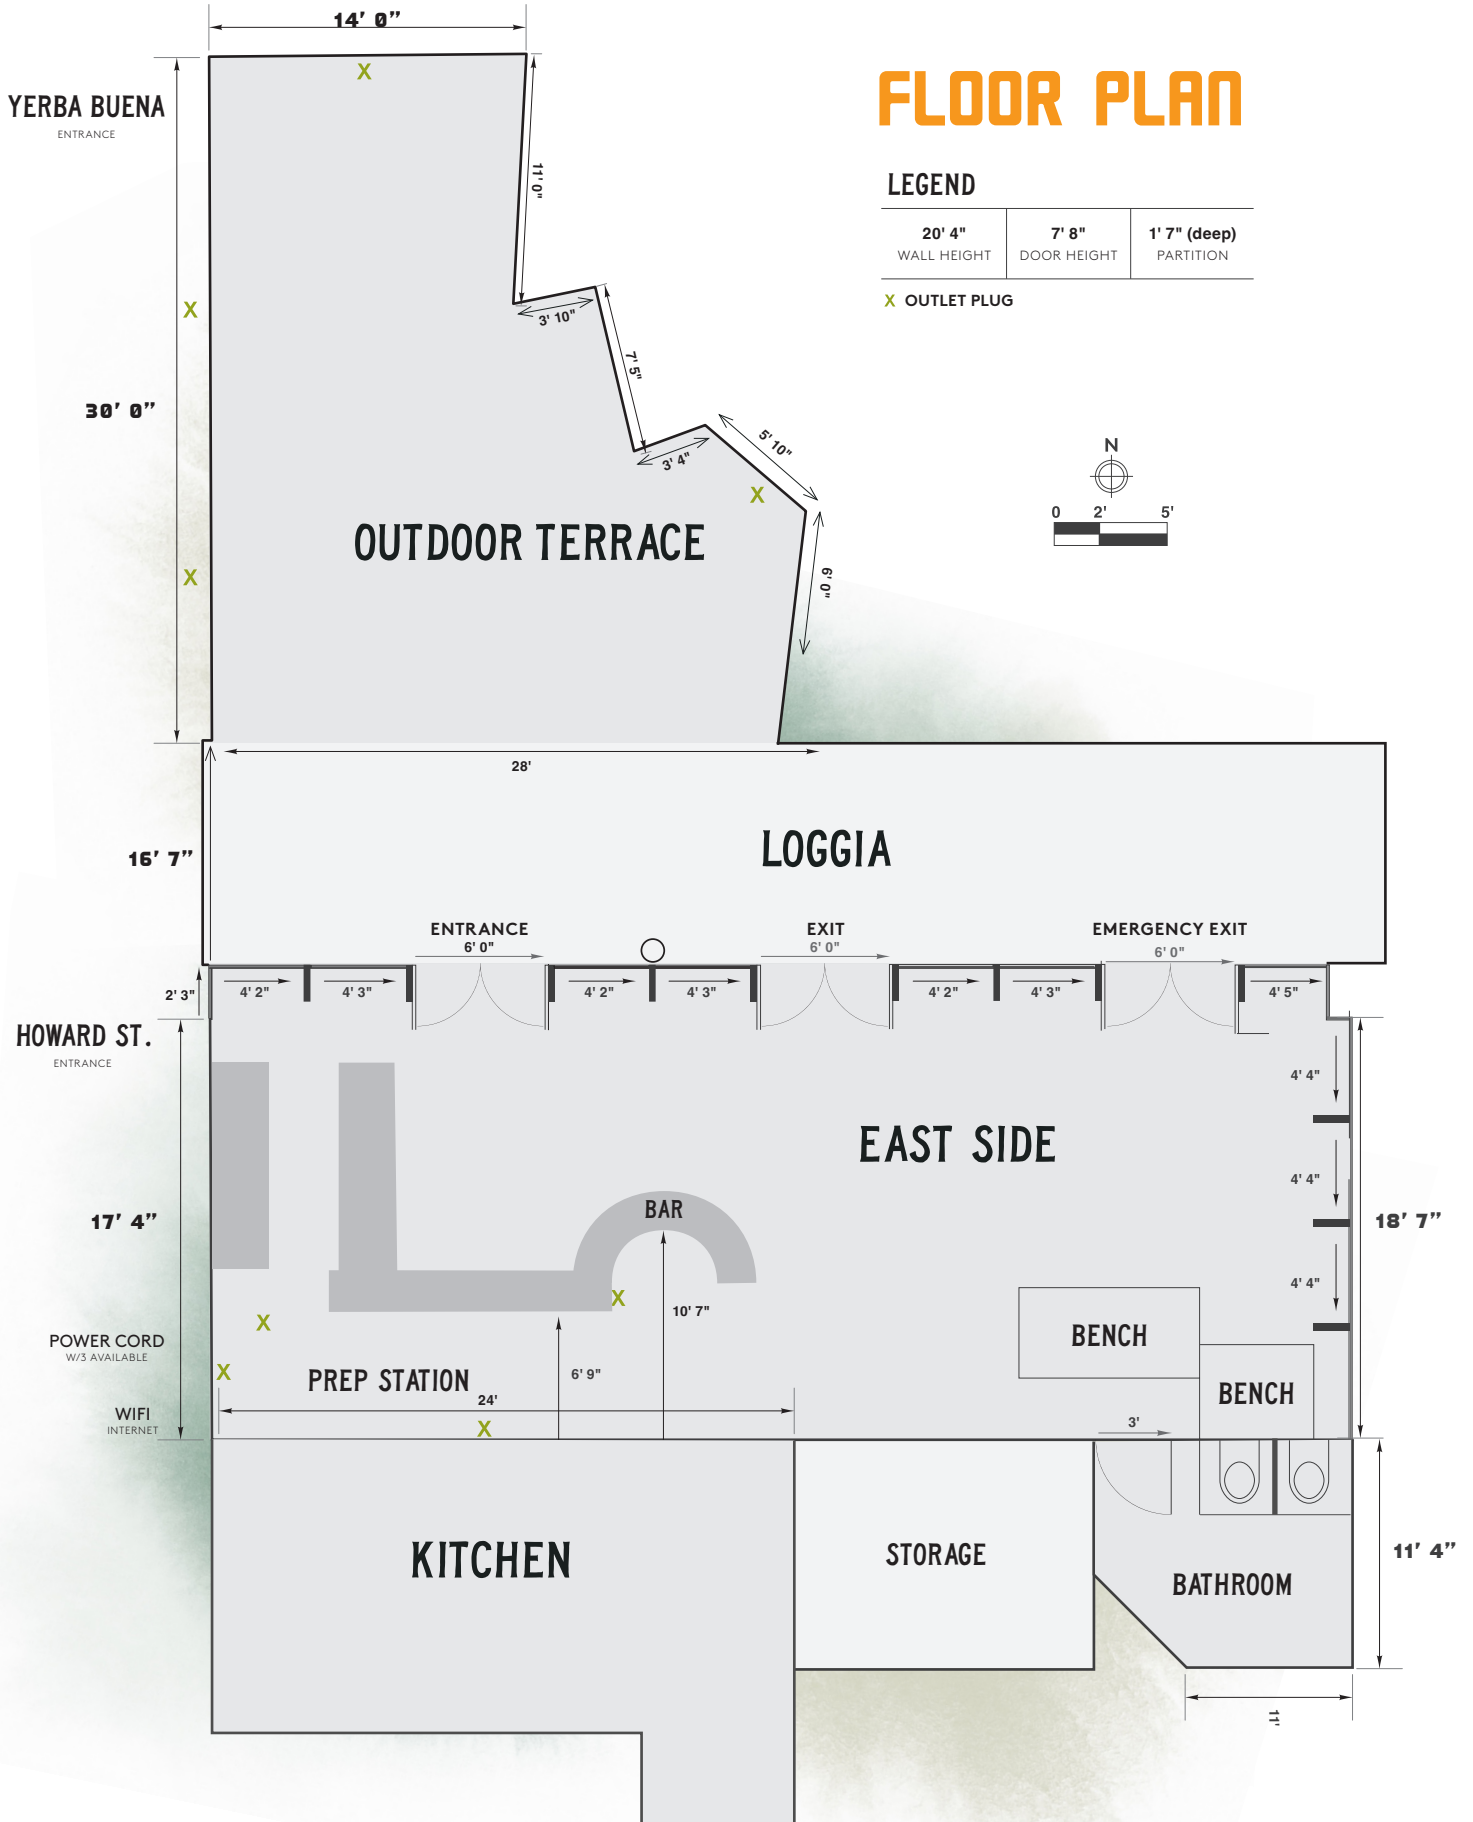 14’ 0”
YERBA BUENA
ENTRANCE
X
FLOOR PLAN
LEGEND
20' 4"
WALL HEIGHT
7' 8"
DOOR HEIGHT
1' 7" (deep)
PARTITION
X OUTLET PLUG
11' 0"
3' 10"
X
7' 5"
30’ 0”
5' 10"
3' 4"
X
N
0 2' 5'
OUTDOOR TERRACE
X
6' 0"
28'
LOGGIA
16’ 7”
ENTRANCE
6' 0"
EXIT
6' 0"
EMERGENCY EXIT
6' 0"
2' 3"
4' 2"
4' 3"
4' 2"
4' 3"
4' 2"
4' 3"
4' 5"
HOWARD ST.
ENTRANCE
4' 4"
EAST SIDE
4' 4"
BAR
17’ 4”
18’ 7”
4' 4"
X
10' 7"
X
POWER CORD
W/3 AVAILABLE
BENCH
X
6' 9"
PREP STATION
BENCH
24'
WIFI
INTERNET
X
3'
KITCHEN
STORAGE
BATHROOM
11’ 4”
11'